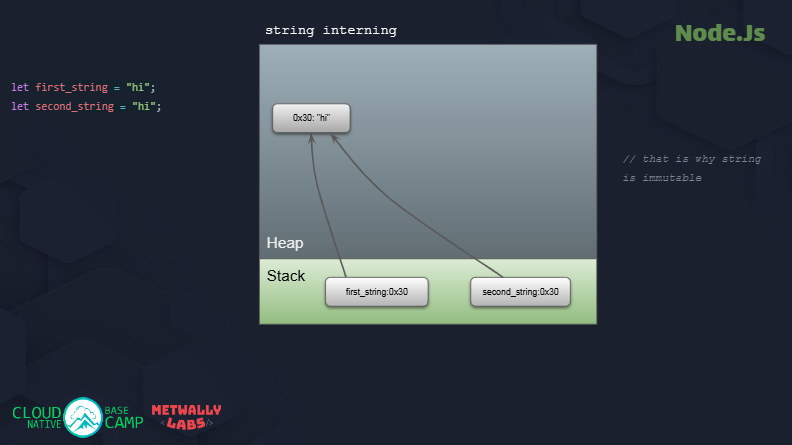 string interning
Node.Js
let first_string = "hi";
let second_string = "hi";
0x30: "hi"
// that is why string
is immutable
Heap
Stack
first_string:0x30
second_string:0x30
CLOUD NATIVE
BASE CAMP
METWALLY
<LABS/>